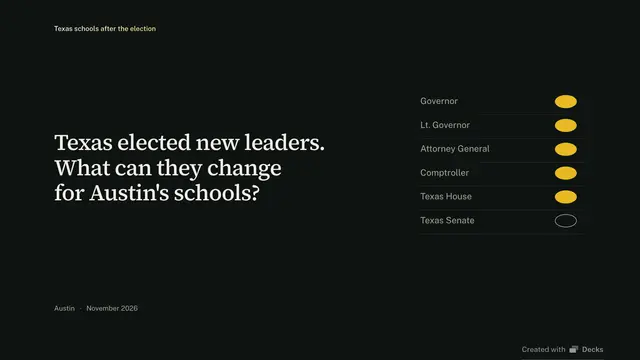 Texas schools after the election
Texas elected new leaders.
What can they change
for Austin's schools?
Governor
Lt. Governor
Attorney General
Comptroller
Texas House
Texas Senate
Austin · November 2026
Created with Decks